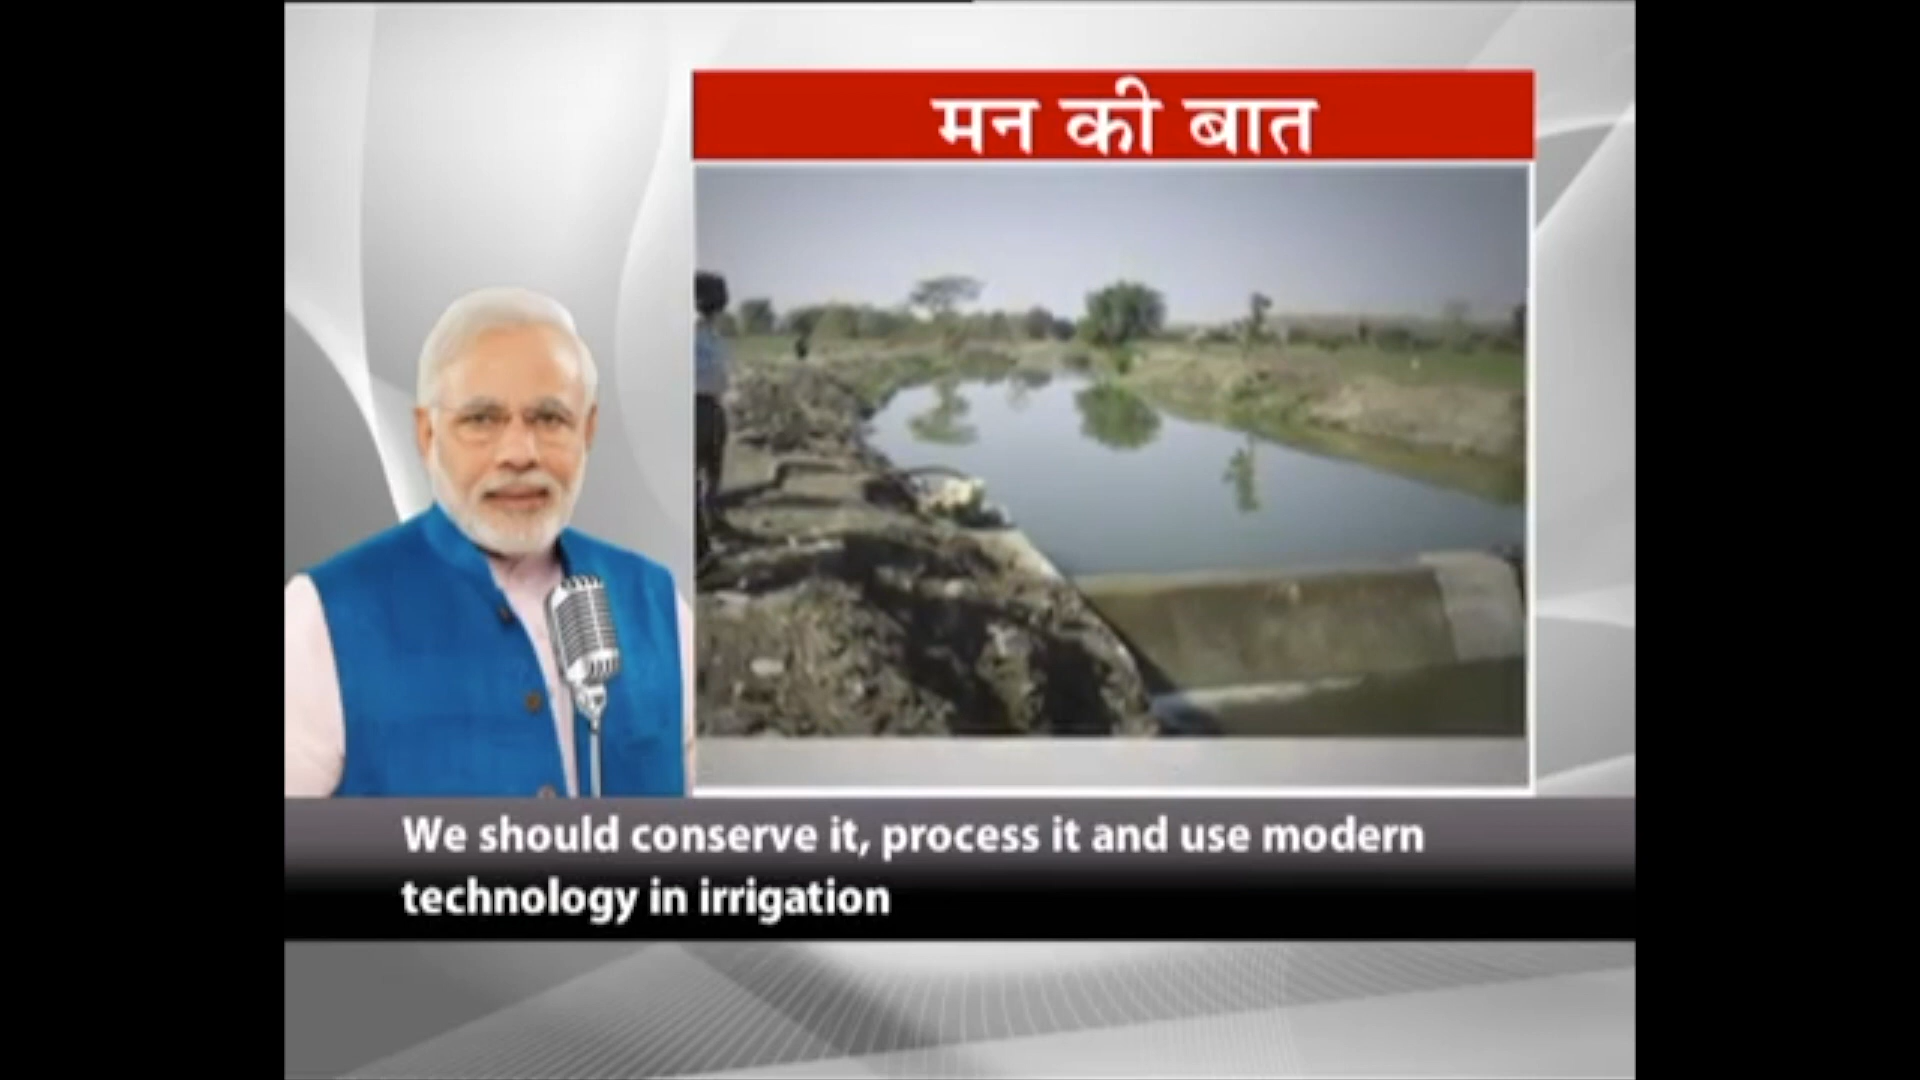 मन की बात
We should conserve it, process it and use modern
technology in irrigation